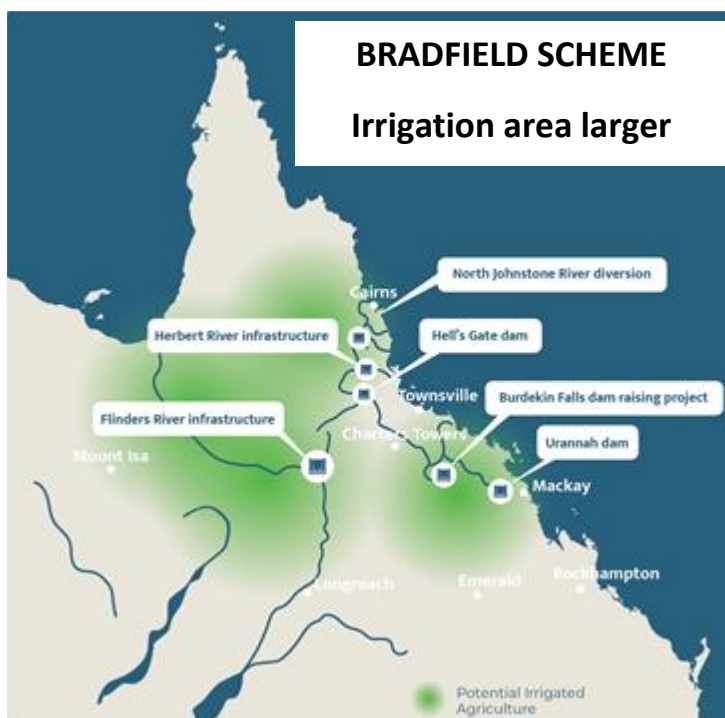 BRADFIELD SCHEME
Irrigation area larger
North Johnstone River diversion
Cairns
Herbert River infrastructure
Hell's Gate dam
Townsville
Burdekin Falls dam raising project
Flinders River infrastructure
Charters Towers
Urannah dam
Mount Isa
Mackay
Longreach
Emerald
Rockhampton
Potential Irrigated
Agriculture